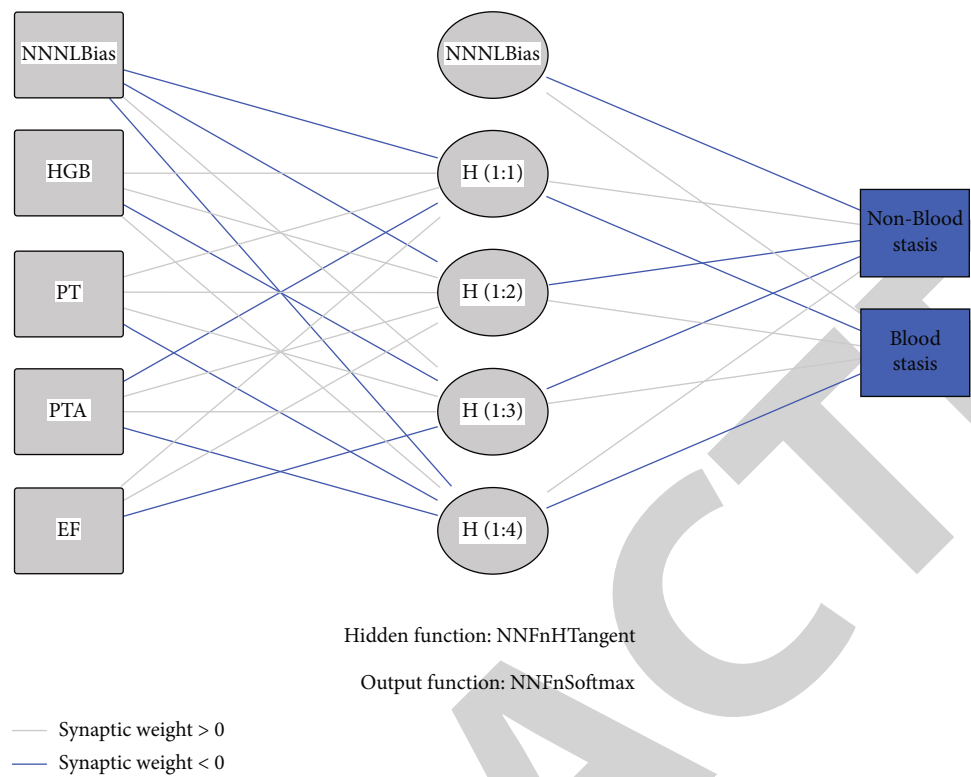 NNNLBias
HGB
PT
PTA
EF
NNNLBias
H (1:1)
H (1:2)
H (1:3)
H (1:4)
Non-Blood
stasis
Blood
stasis
Hidden function: NNFnHTangent
Output function: NNFnSoftmax
Synaptic weight > 0
Synaptic weight < 0
ACT